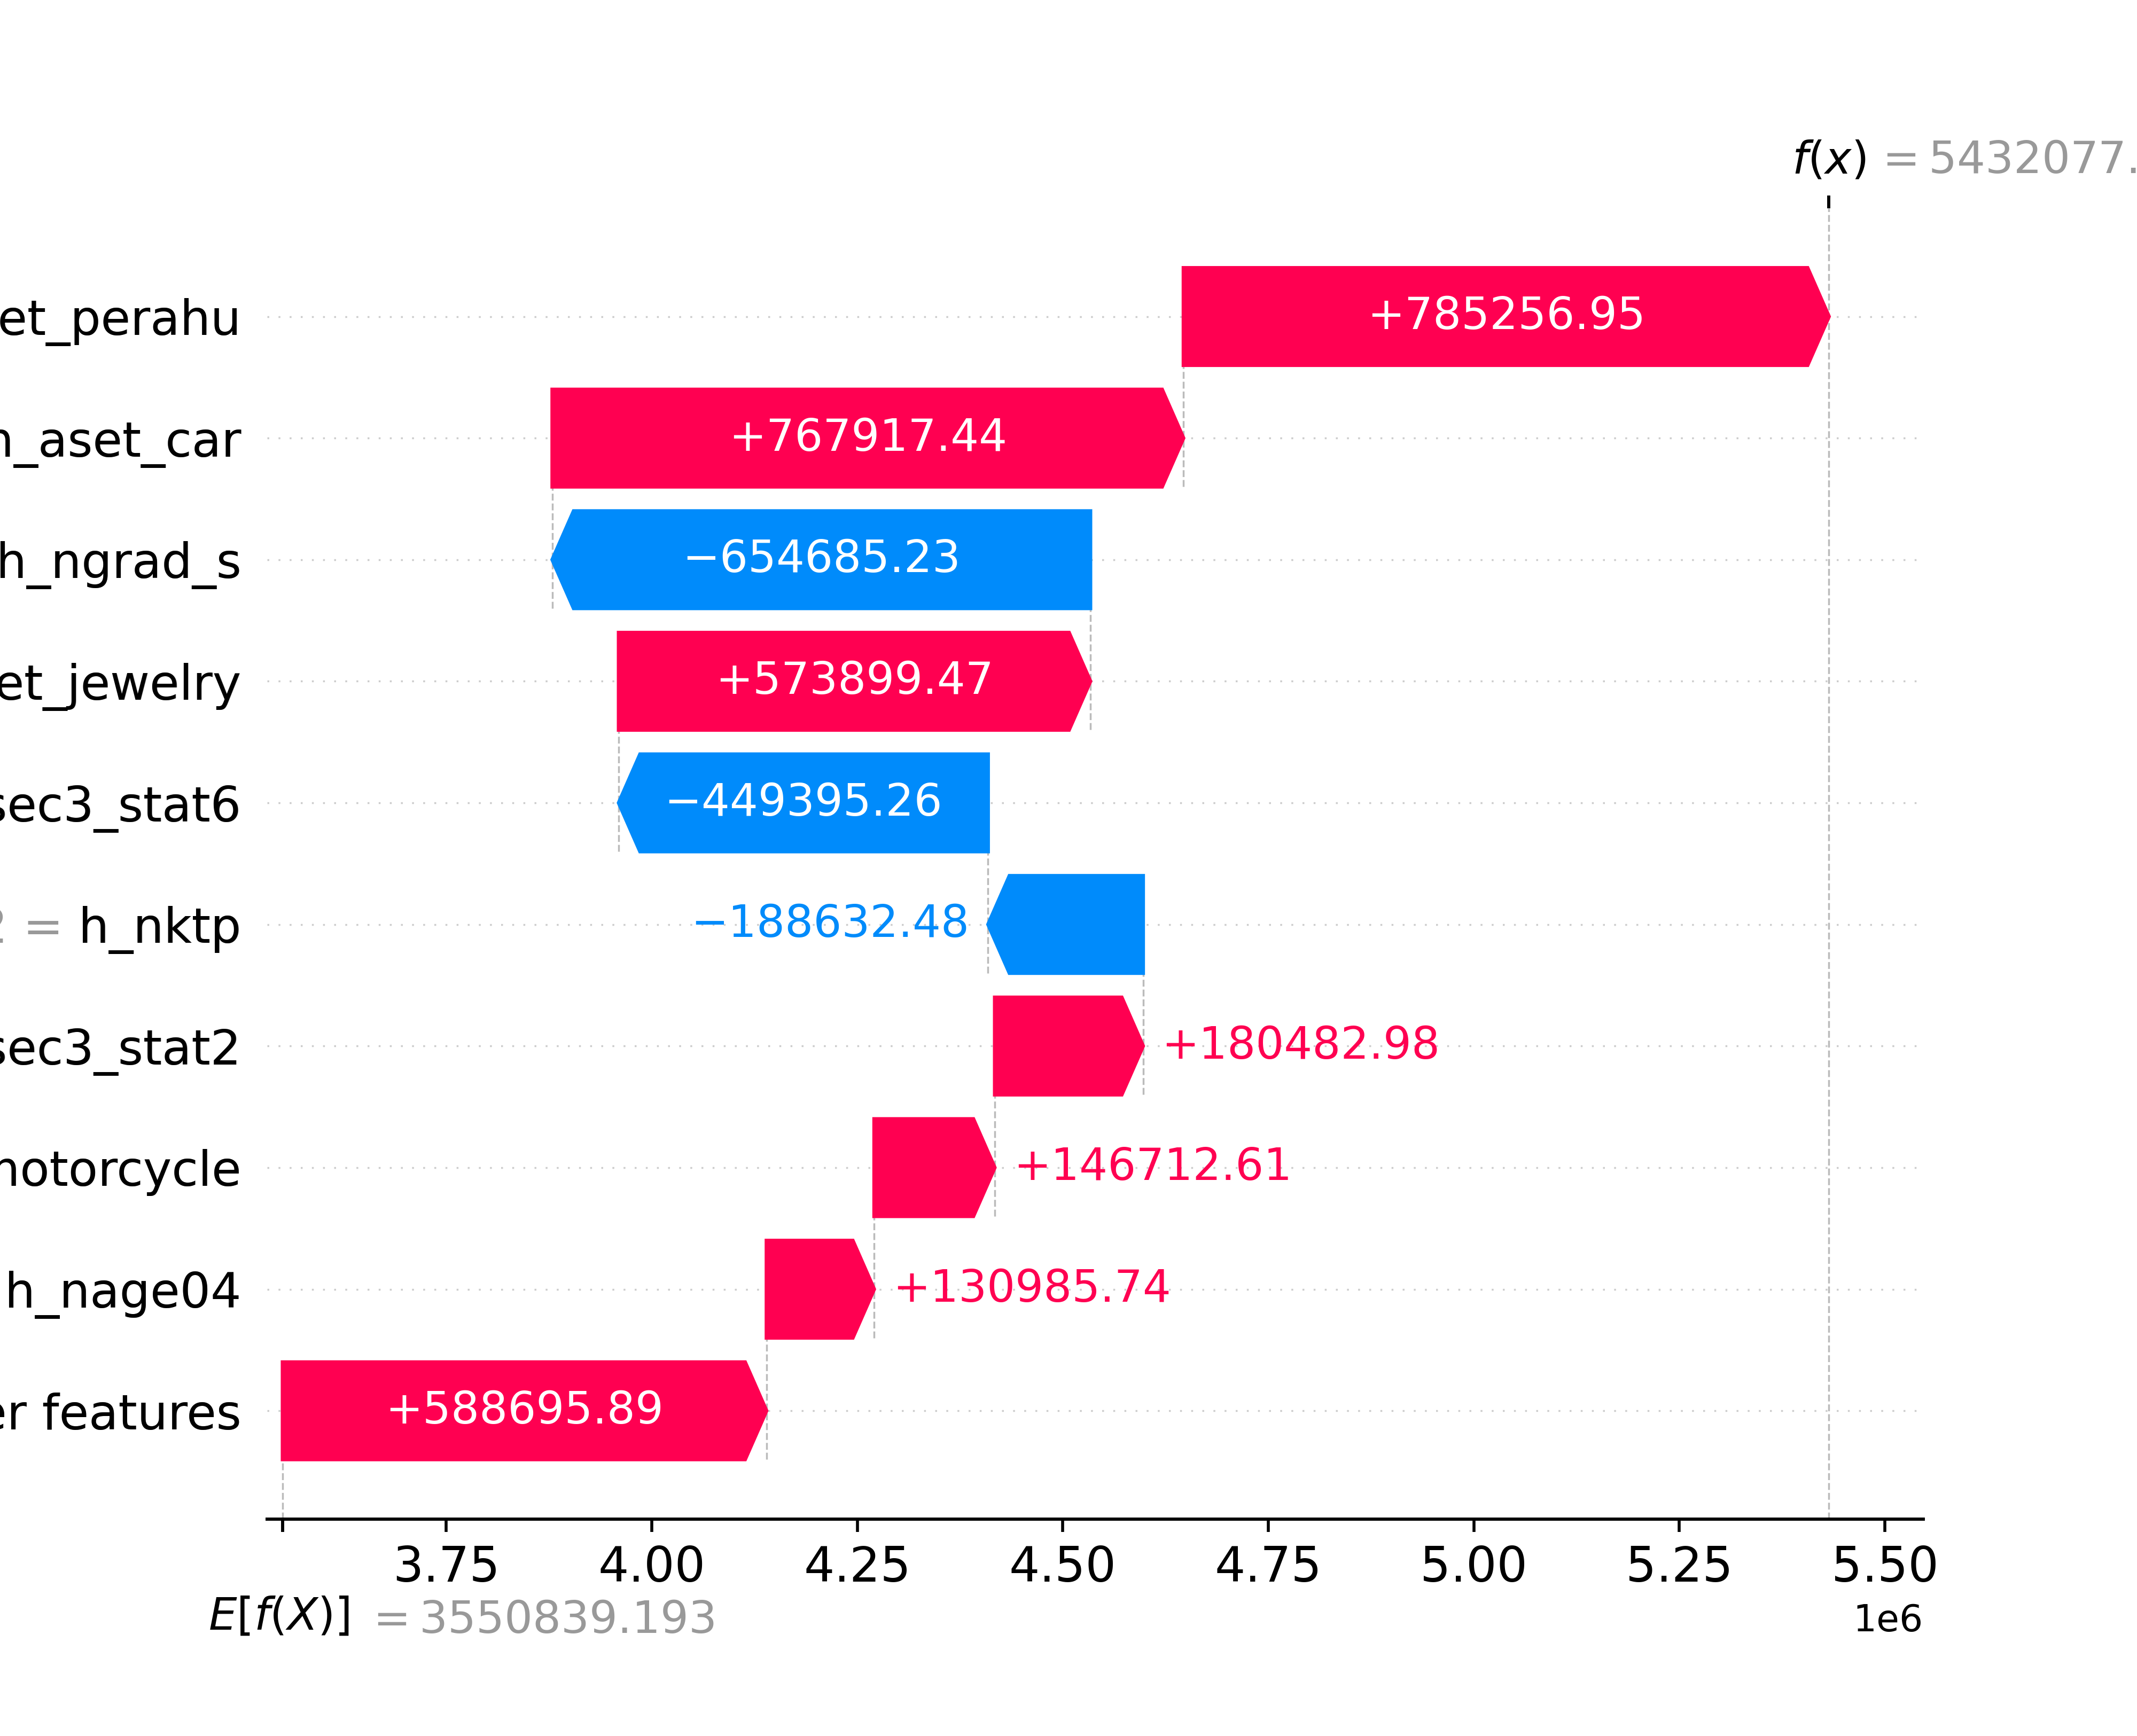 f(x) = 5432077.
et_perahu +785256.95
n_aset_car +767917.44
h_ngrad_s −654685.23
et_jewelry +573899.47
sec3_stat6 −449395.26
= h_nktp −188632.48
sec3_stat2 +180482.98
notorcycle +146712.61
h_nage04 +130985.74
er features +588695.89
3.75 4.00 4.25 4.50 4.75 5.00 5.25 5.50
E[f(X)] = 3550839.193
1e6